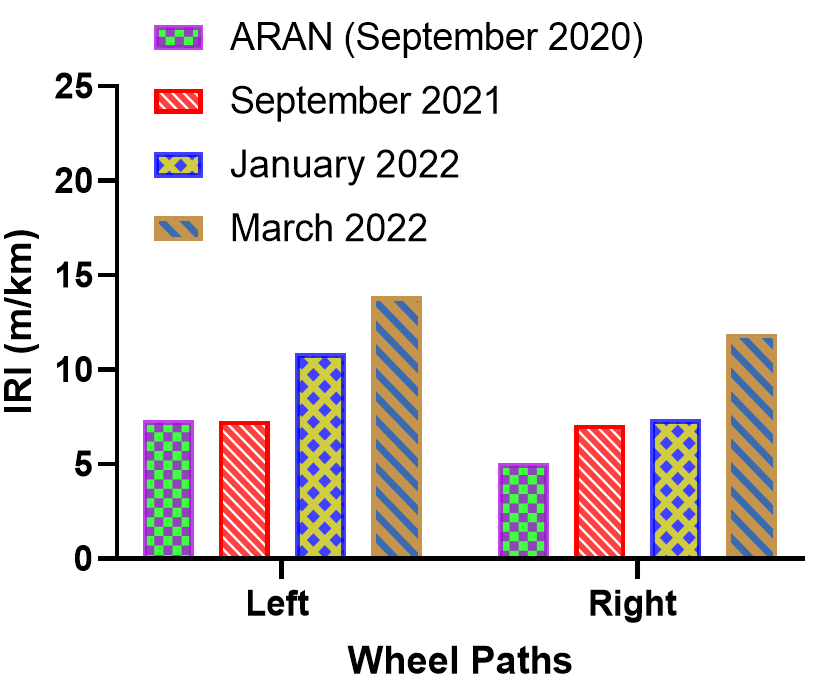 ARAN (September 2020)
September 2021
January 2022
March 2022
25
20
15
10
5
0
IRI (m/km)
Left
Right
Wheel Paths